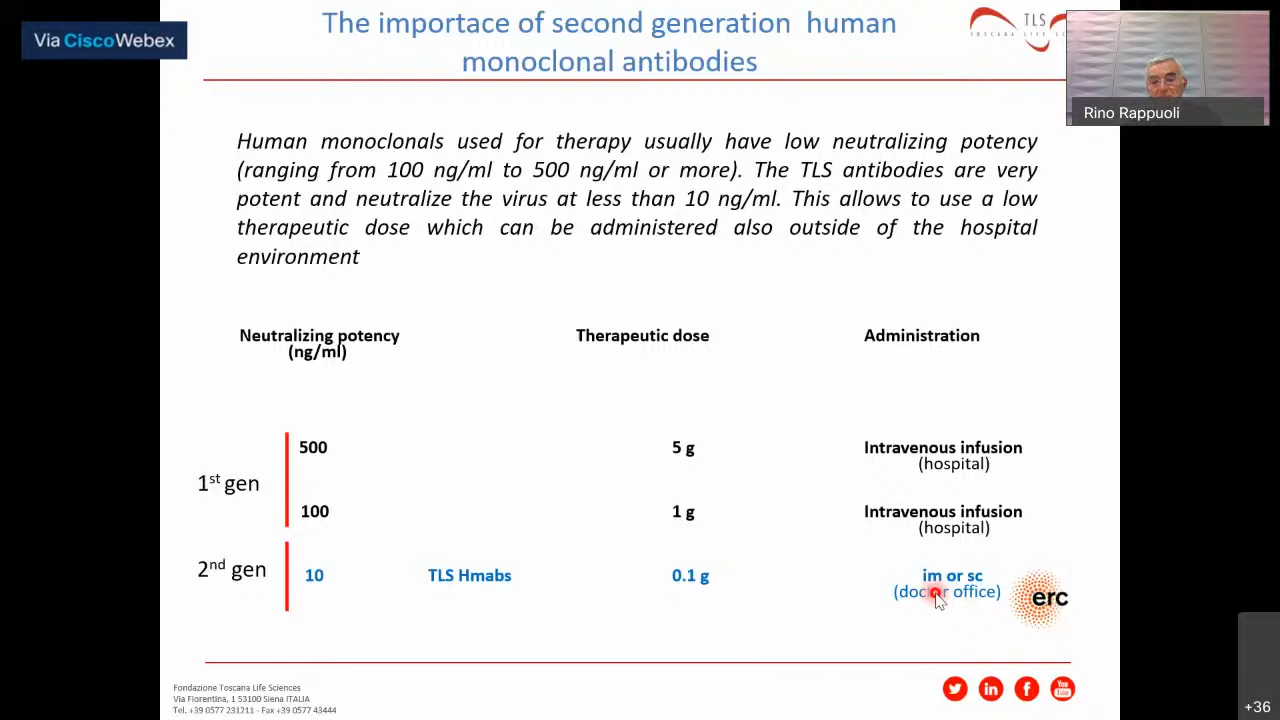 Via CiscoWebex
The importace of second generation human
monoclonal antibodies
TLS
Rino Rappuoli
Human monoclonals used for therapy usually have low neutralizing potency
(ranging from 100 ng/ml to 500 ng/ml or more). The TLS antibodies are very
potent and neutralize the virus at less than 10 ng/ml. This allows to use a low
therapeutic dose which can be administered also outside of the hospital
environment
Neutralizing potency
(ng/ml)
Therapeutic dose
Administration
1st gen
500
5 g
Intravenous infusion
(hospital)
100
1 g
Intravenous infusion
(hospital)
2nd gen
10
TLS Hmabs
0.1 g
im or sc
(doctor office)
erc
Fondazione Toscana Life Sciences
Via Fiorentina, 1 53100 Siena ITALIA
Tel. +39 0577 231211 - Fax +39 0577 43444
You
Tube
+36